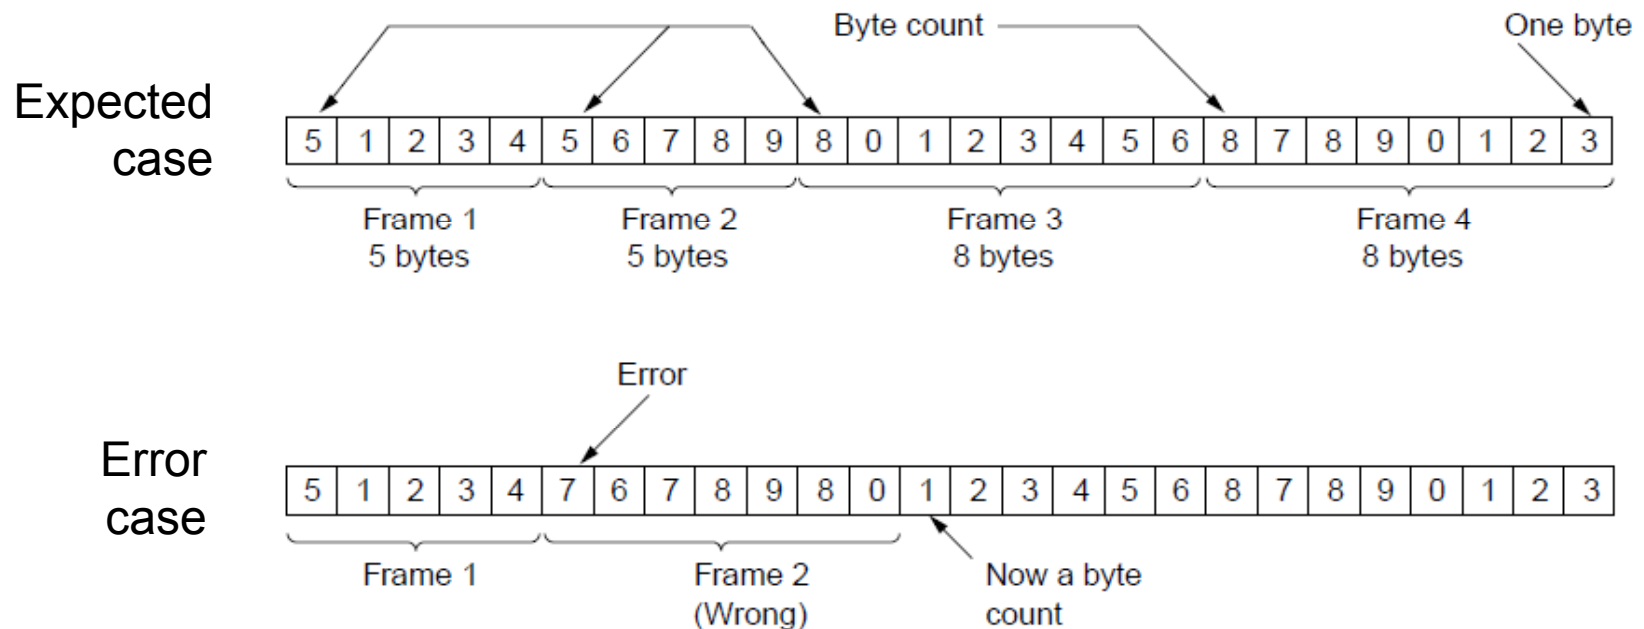 Byte count
One byte
Expected
case
5 1 2 3 4 5 6 7 8 9 8 0 1 2 3 4 5 6 8 7 8 9 0 1 2 3
Frame 1
5 bytes
Frame 2
5 bytes
Frame 3
8 bytes
Frame 4
8 bytes
Error
Error
case
5 1 2 3 4 7 6 7 8 9 8 0 1 2 3 4 5 6 8 7 8 9 0 1 2 3
Frame 1
Frame 2
(Wrong)
Now a byte
count